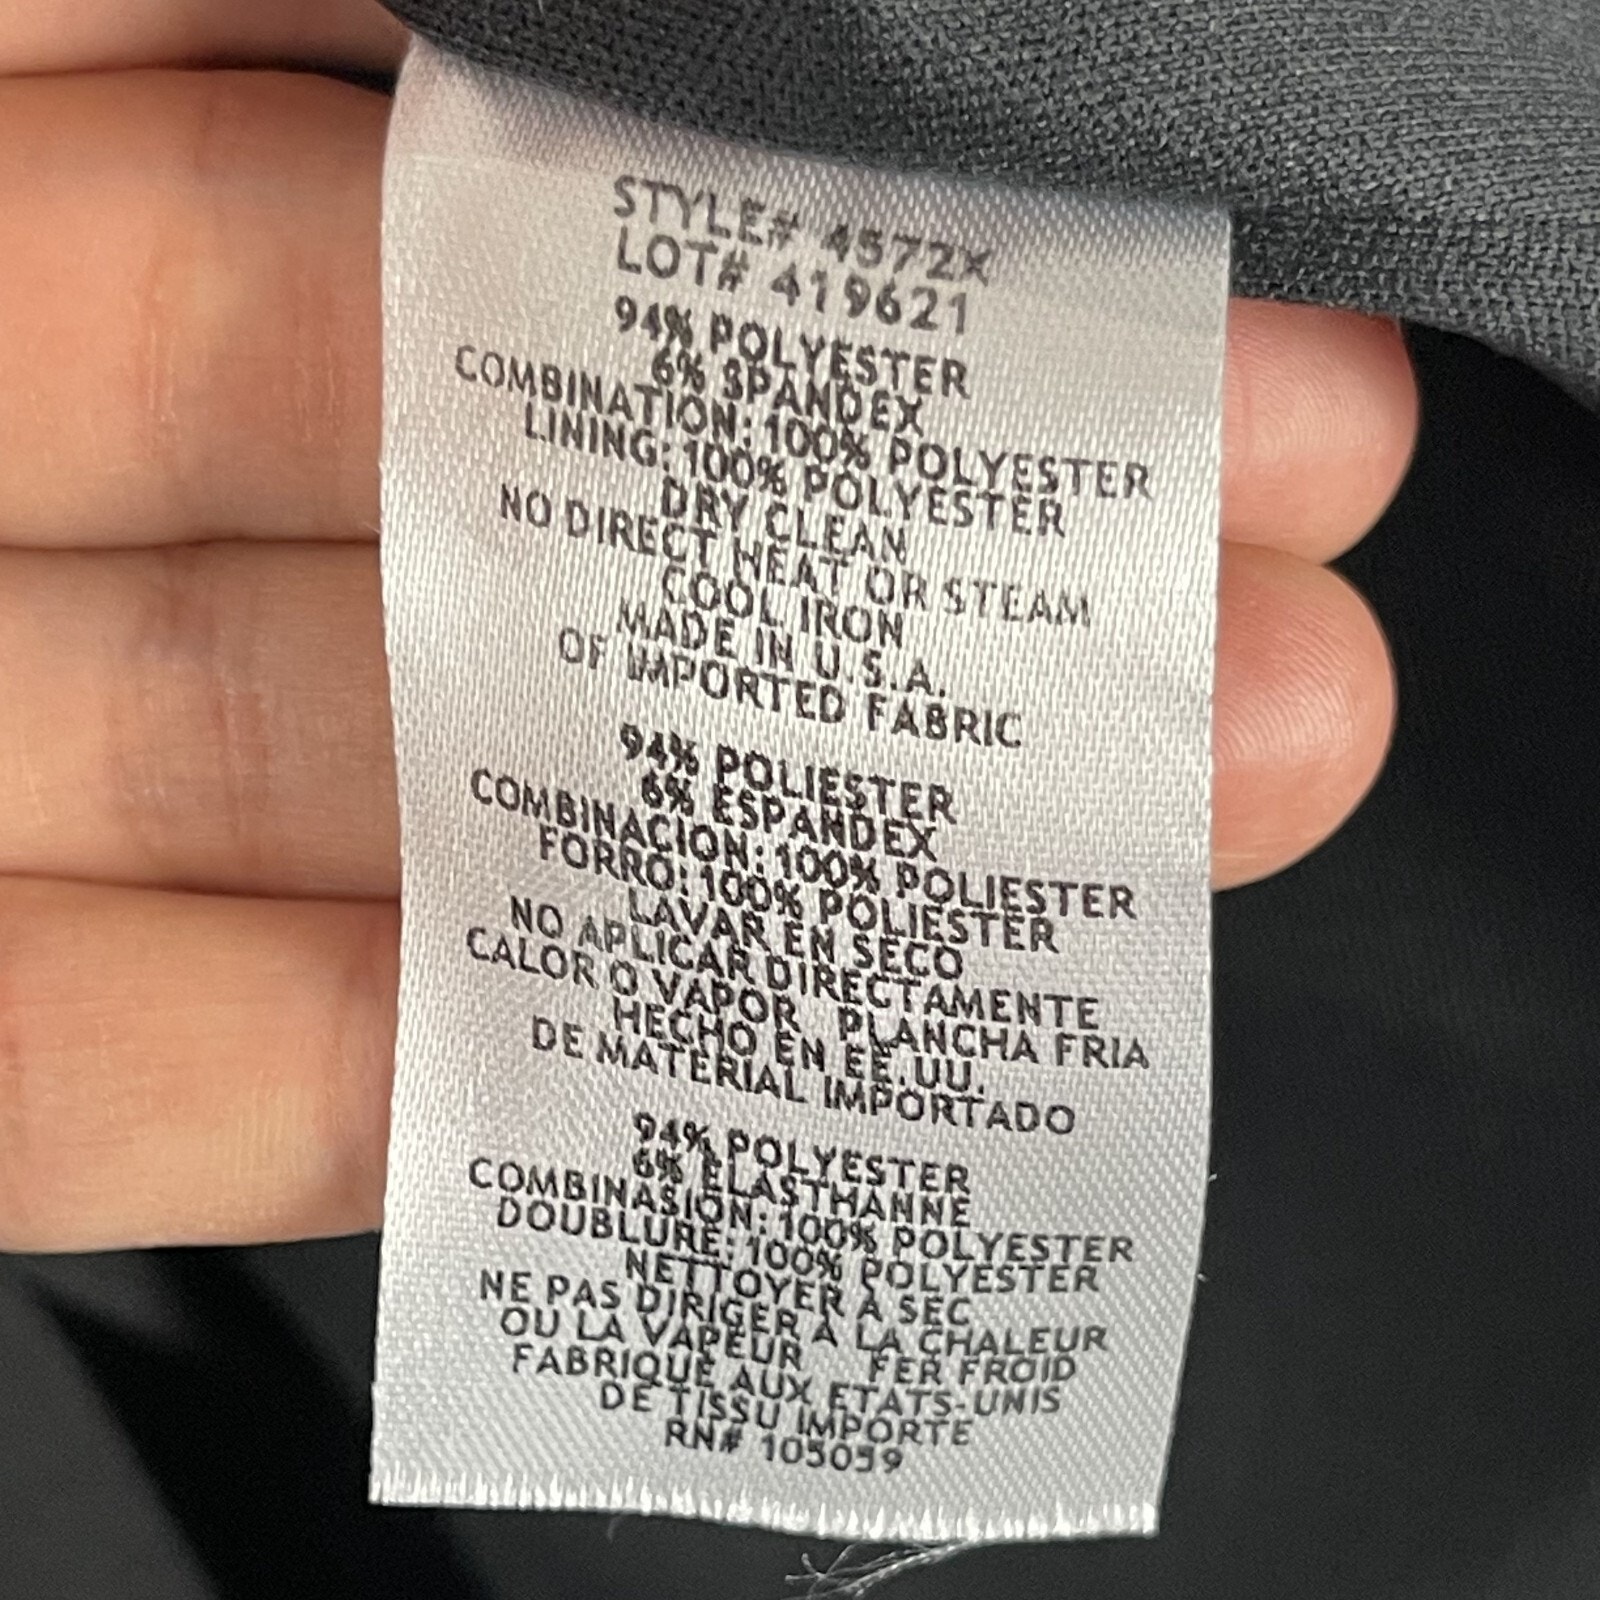 STYLE# 4572X
LOT# 419621
94% POLYESTER
6% SPANDEX
COMBINATION: 100% POLYESTER
LINING: 100% POLYESTER
DRY CLEAN
NO DIRECT HEAT OR STEAM
COOL IRON
MADE IN U.S.A.
OF IMPORTED FABRIC
94% POLIESTER
6% ESPANDEX
COMBINACION: 100% POLIESTER
FORRO: 100% POLIESTER
LAVAR EN SECO
NO APLICAR DIRECTAMENTE
CALOR O VAPOR PLANCHA FRIA
HECHO EN EE.UU.
DE MATERIAL IMPORTADO
94% POLYESTER
6% ELASTHANNE
COMBINASION: 100% POLYESTER
DOUBLURE: 100% POLYESTER
NETTOYER A SEC
NE PAS DIRIGER A LA CHALEUR
OU LA VAPEUR FER FROID
FABRIQUE AUX ETATS-UNIS
DE TISSU IMPORTE
RN# 105059